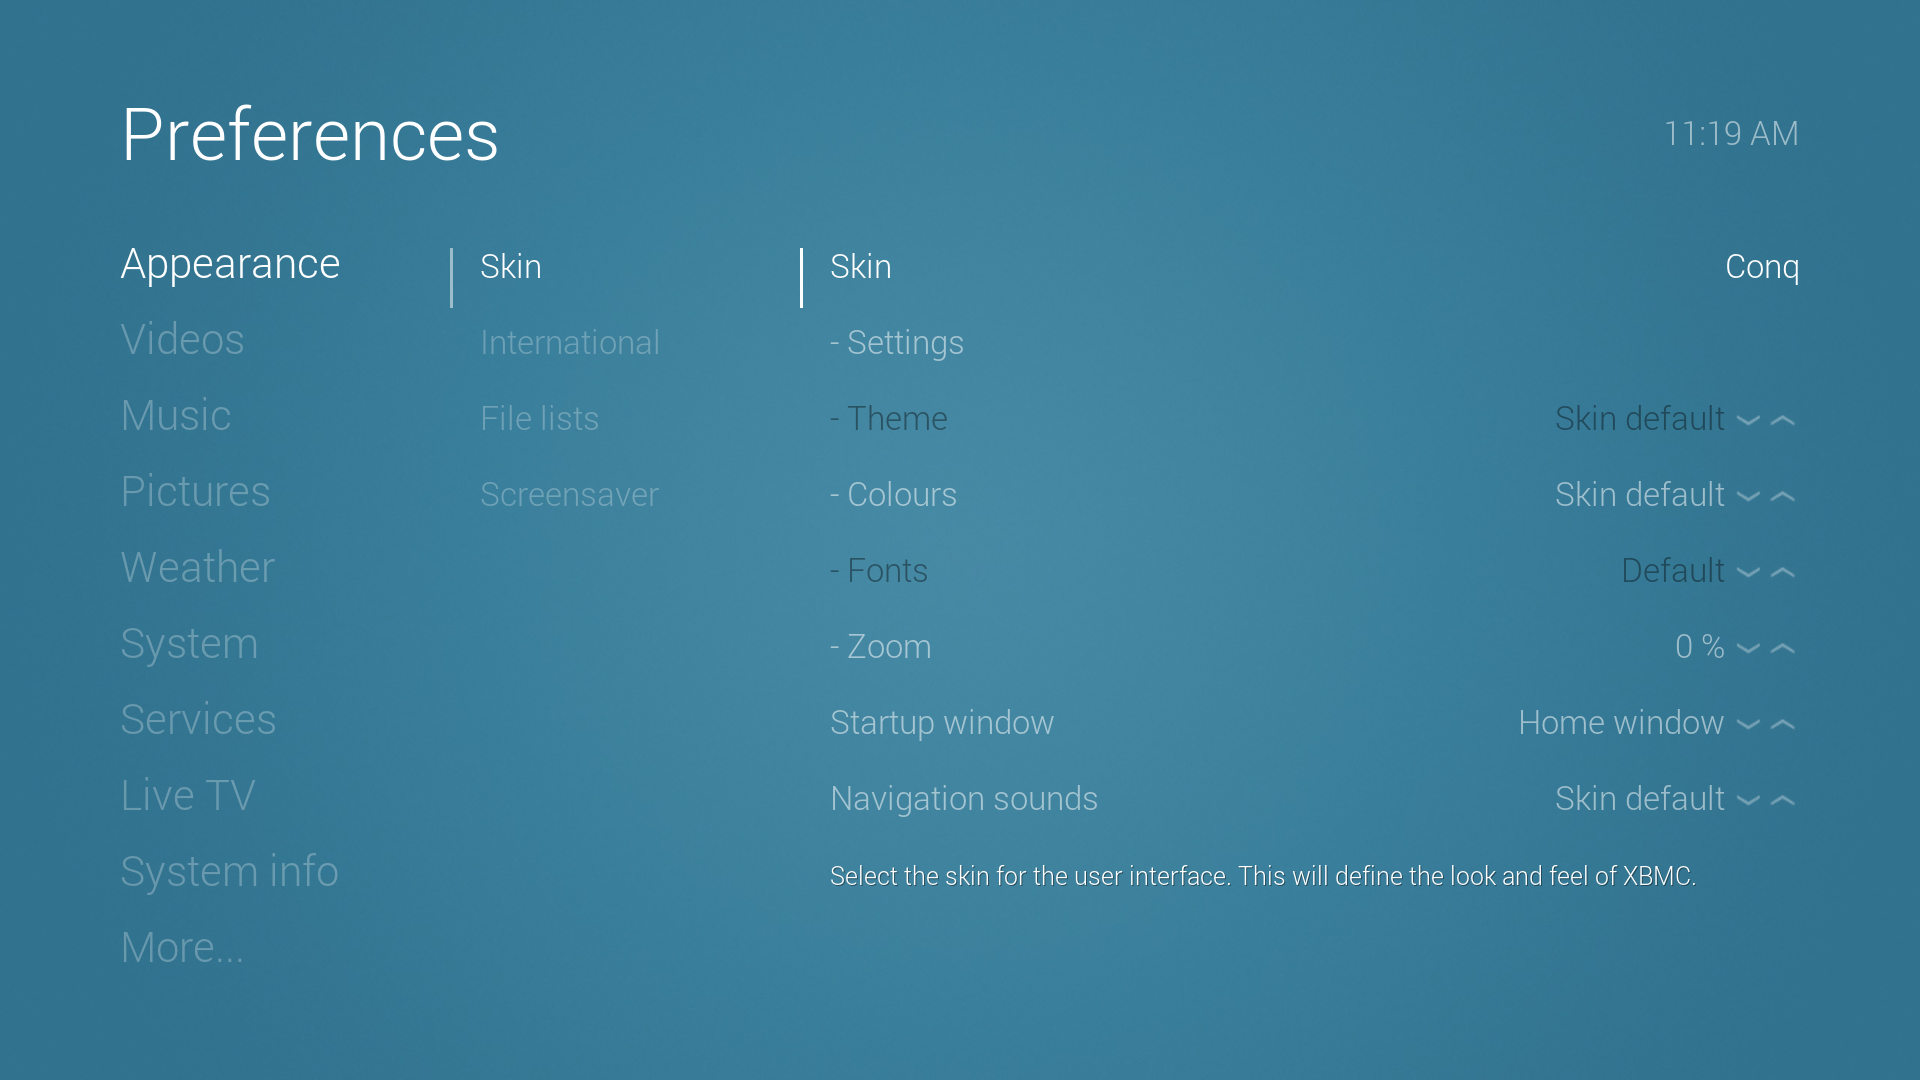 Preferences
11:19 AM
Appearance
Videos
Music
Pictures
Weather
System
Services
Live TV
System info
More...
Skin
International
File lists
Screensaver
Skin Conq
- Settings
- Theme Skin default
- Colours Skin default
- Fonts Default
- Zoom 0 %
Startup window Home window
Navigation sounds Skin default
Select the skin for the user interface. This will define the look and feel of XBMC.